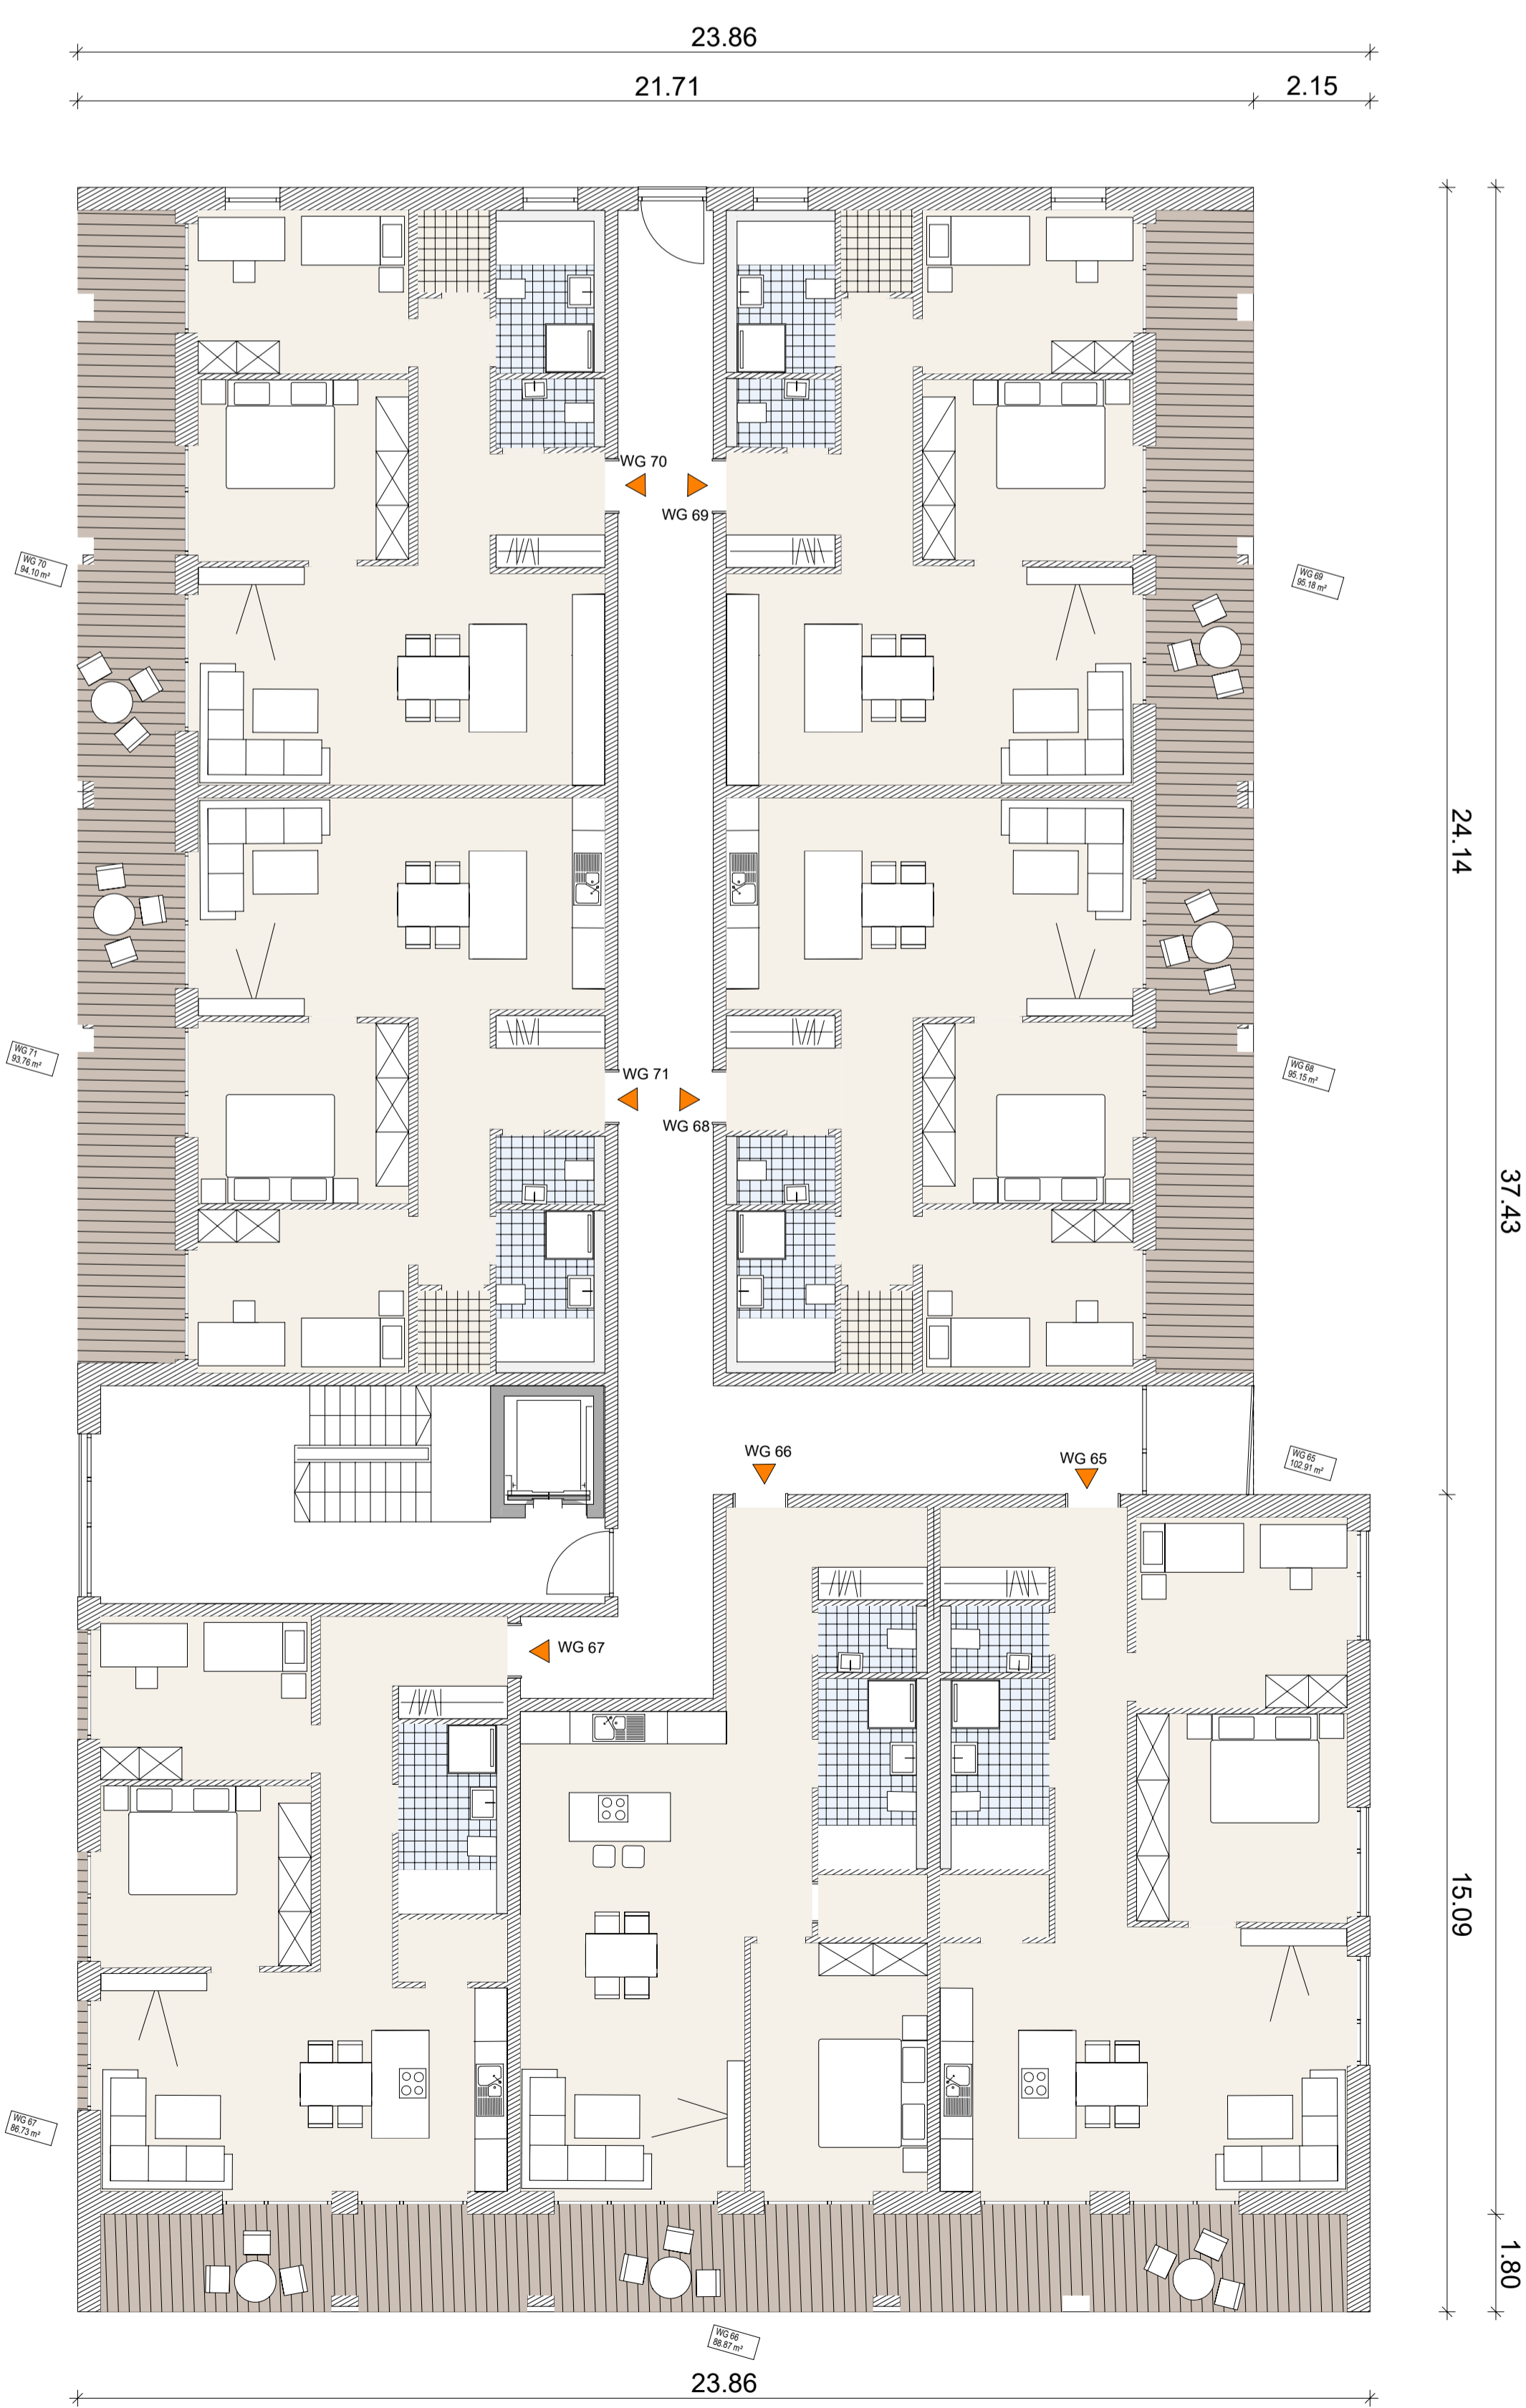 23.86
21.71
2.15
WG 70
WG 69
WG 70
94.10 m²
WG 69
95.18 m²
24.14
WG 71
93.76 m²
WG 71
WG 68
WG 68
95.15 m²
37.43
WG 66
WG 65
WG 65
102.91 m²
WG 67
15.09
WG 67
86.73 m²
1.80
WG 66
88.87 m²
23.86